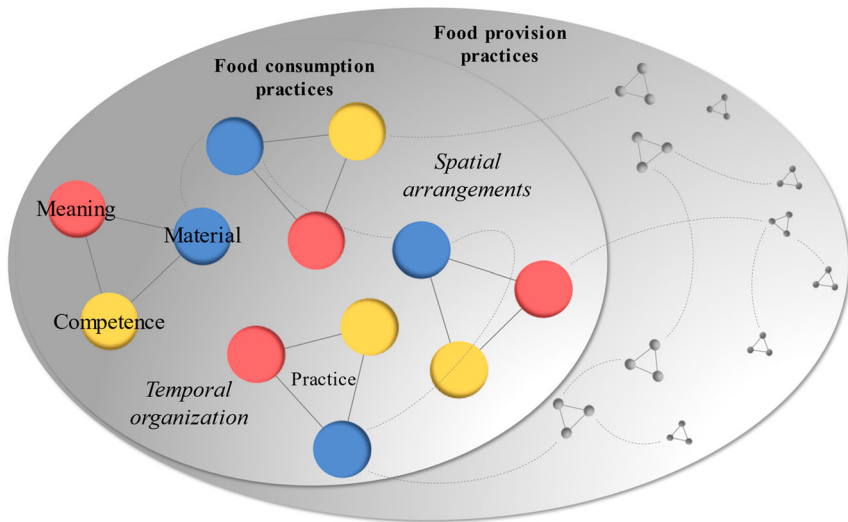 Food provision
practices
Food consumption
practices
Spatial
arrangements
Meaning
Material
Competence
Practice
Temporal
organization